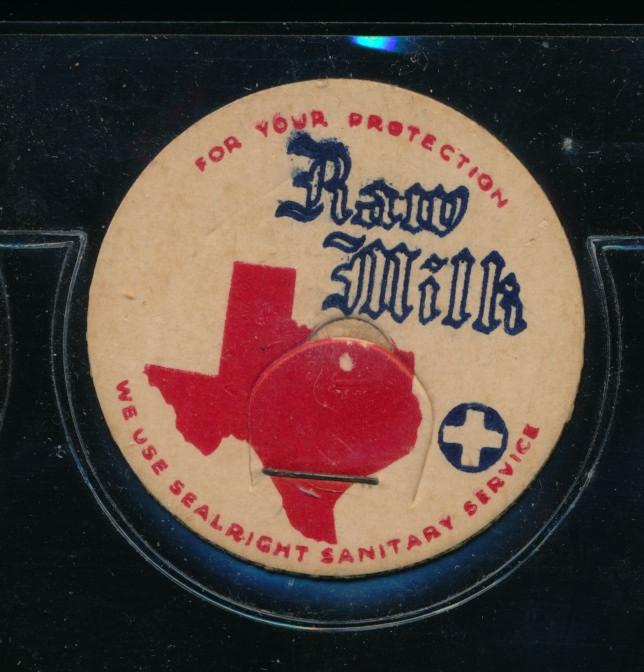 FOR YOUR PROTECTION
Raw
Milk
WE USE SEALRIGHT SANITARY SERVICE